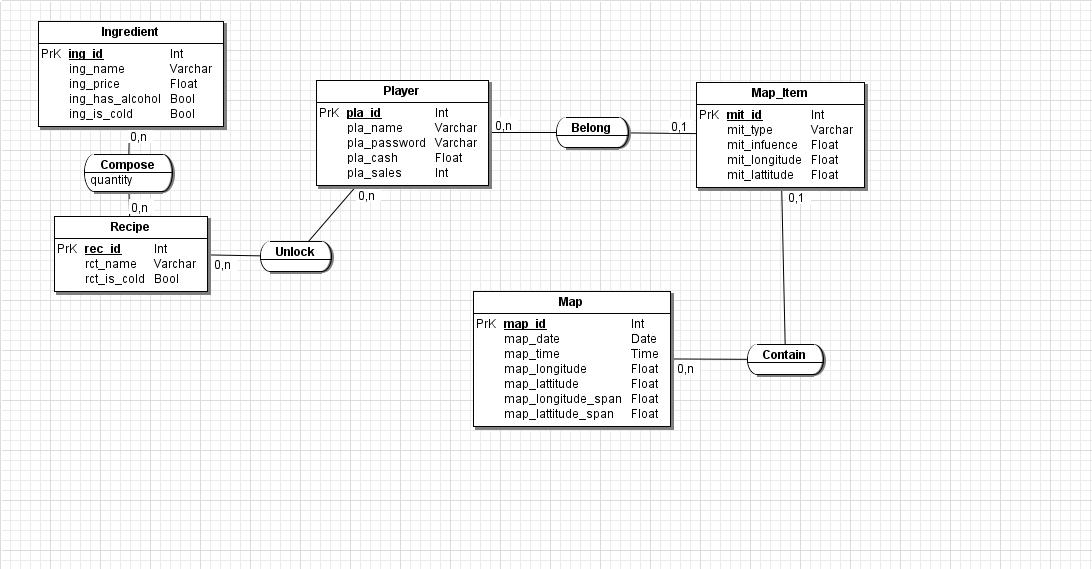 Ingredient
PrK ing_id Int
ing_name Varchar
ing_price Float
ing_has_alcohol Bool
ing_is_cold Bool
0,n
Compose
quantity
0,n
Recipe
PrK rec_id Int
rct_name Varchar
rct_is_cold Bool
0,n
Unlock
0,n
Player
PrK pla_id Int
pla_name Varchar
pla_password Varchar
pla_cash Float
pla_sales Int
0,n
Belong
0,1
Map_Item
PrK mit_id Int
mit_type Varchar
mit_infuence Float
mit_longitude Float
mit_lattitude Float
0,1
Map
PrK map_id Int
map_date Date
map_time Time
map_longitude Float
map_lattitude Float
map_longitude_span Float
map_lattitude_span Float
0,n
Contain